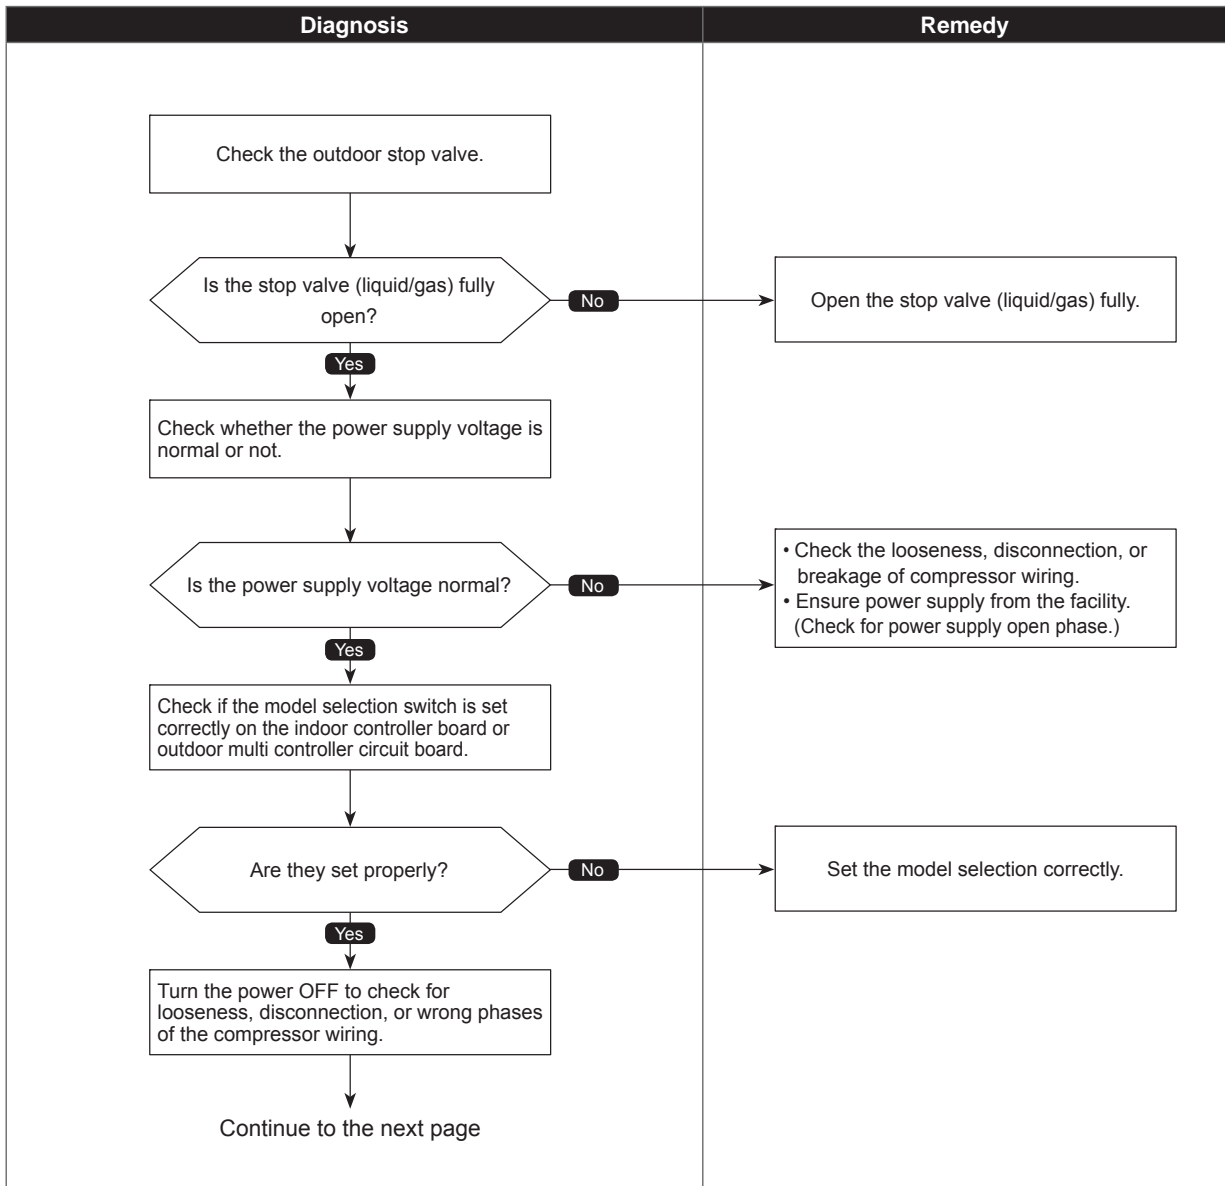 Diagnosis
Remedy
Check the outdoor stop valve.
Is the stop valve (liquid/gas) fully
open?
No
Open the stop valve (liquid/gas) fully.
Yes
Check whether the power supply voltage is
normal or not.
Is the power supply voltage normal?
No
• Check the looseness, disconnection, or
breakage of compressor wiring.
• Ensure power supply from the facility.
(Check for power supply open phase.)
Yes
Check if the model selection switch is set
correctly on the indoor controller board or
outdoor multi controller circuit board.
Are they set properly?
No
Set the model selection correctly.
Yes
Turn the power OFF to check for
looseness, disconnection, or wrong phases
of the compressor wiring.
Continue to the next page